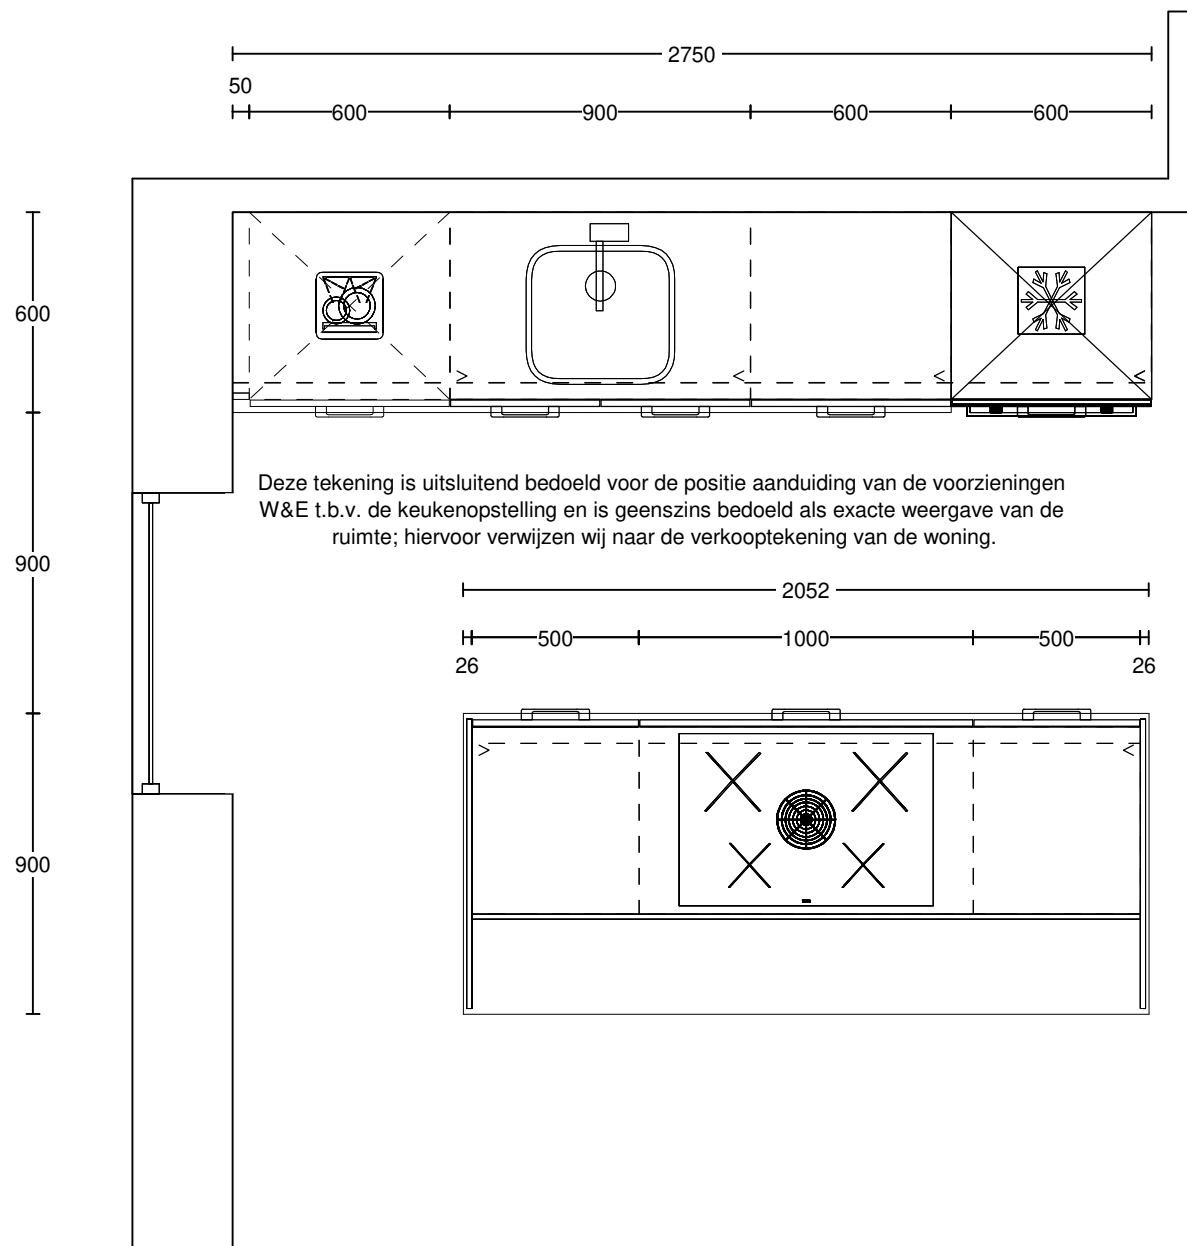 2750
50
600 900 600 600
600
Deze tekening is uitsluitend bedoeld voor de positie aanduiding van de voorzieningen
W&E t.b.v. de keukenopstelling en is geenszins bedoeld als exacte weergave van de
ruimte; hiervoor verwijzen wij naar de verkooptekening van de woning.
900
2052
500 1000 500
26 26
900